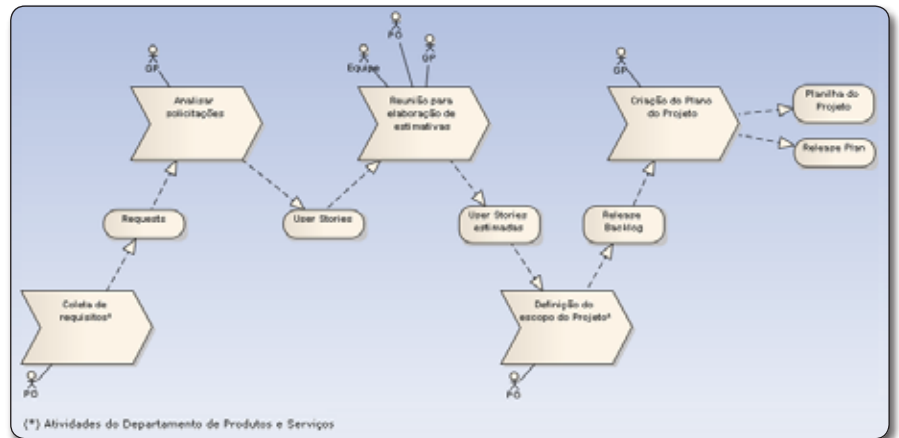 PO
GP
GP
GP
Equipe
Analisar
solicitações
Reunião para
elaboração de
estimativas
Criação do Plano
do Projeto
Planilha do
Projeto
Release Plan
Requests
User Stories
User Stories
estimadas
Release
Backlog
Coleta de
requisitos*
Definição do
escopo do Projeto*
PO
PO
(*) Atividades do Departamento de Produtos e Serviços